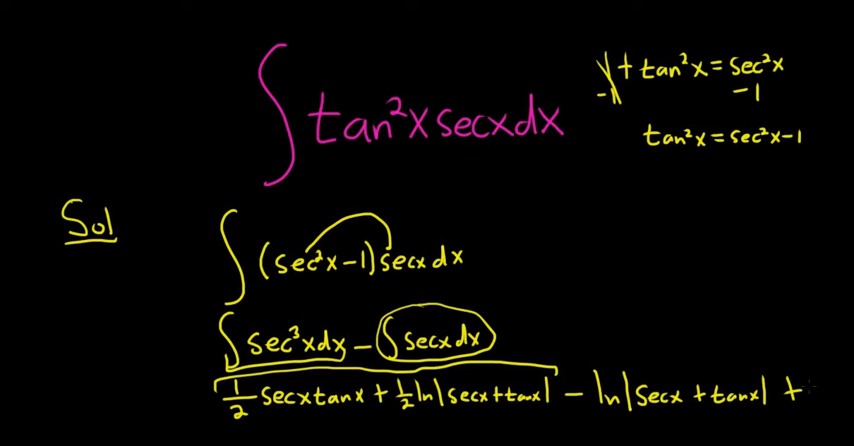 ∫ tan²x secx dx
1 + tan²x = sec²x
-1 -1
tan²x = sec²x - 1
Sol
∫ (sec²x - 1) secx dx
∫ sec³x dx - ∫ secx dx
1/2 secx tanx + 1/2 ln|secx + tanx| - ln|secx + tanx| +